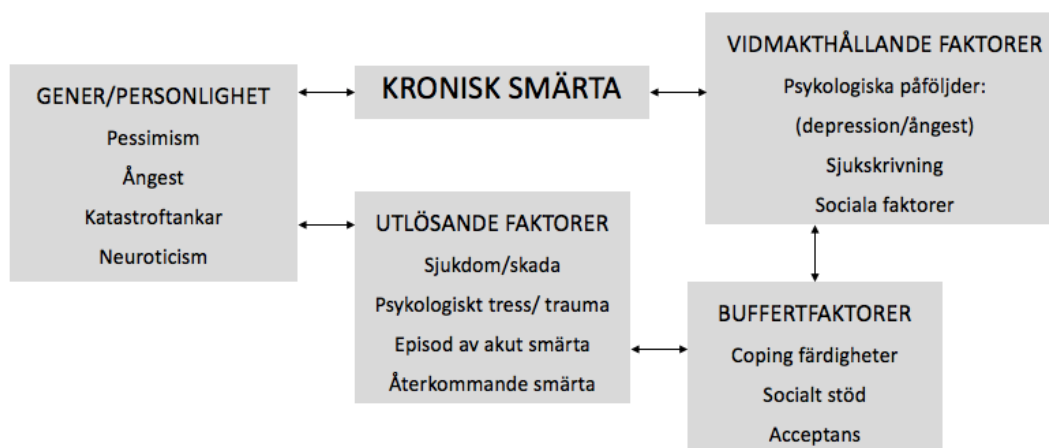 GENER/PERSONLIGHET
Pessimism
Ångest
Katastroftankar
Neuroticism
KRONISK SMÄRTA
VIDMAKTHÅLLANDE FAKTORER
Psykologiska påföljder:
(depression/ångest)
Sjukskrivning
Sociala faktorer
UTLÖSANDE FAKTORER
Sjukdom/skada
Psykologiskt tress/ trauma
Episod av akut smärta
Återkommande smärta
BUFFERTFAKTORER
Coping färdigheter
Socialt stöd
Acceptans